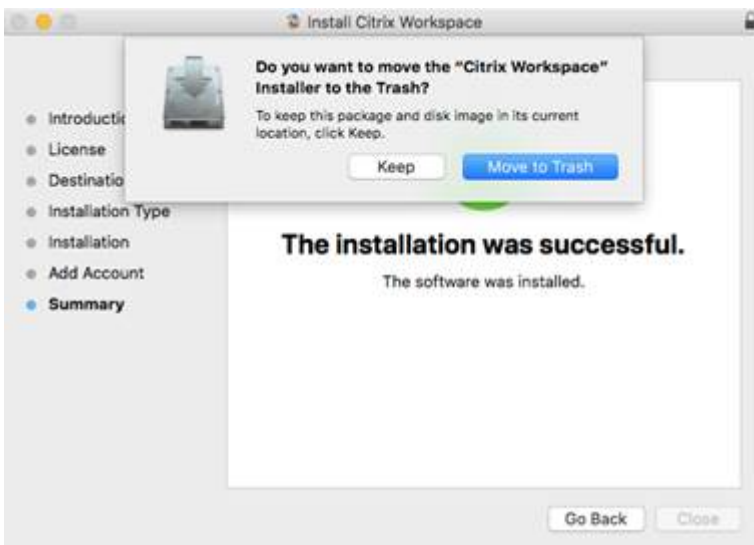 Install Citrix Workspace
Do you want to move the “Citrix Workspace”
Installer to the Trash?
To keep this package and disk image in its current
location, click Keep.
Keep
Move to Trash
Introductio
License
Destinatio
Installation Type
Installation
Add Account
Summary
The installation was successful.
The software was installed.
Go Back
Close